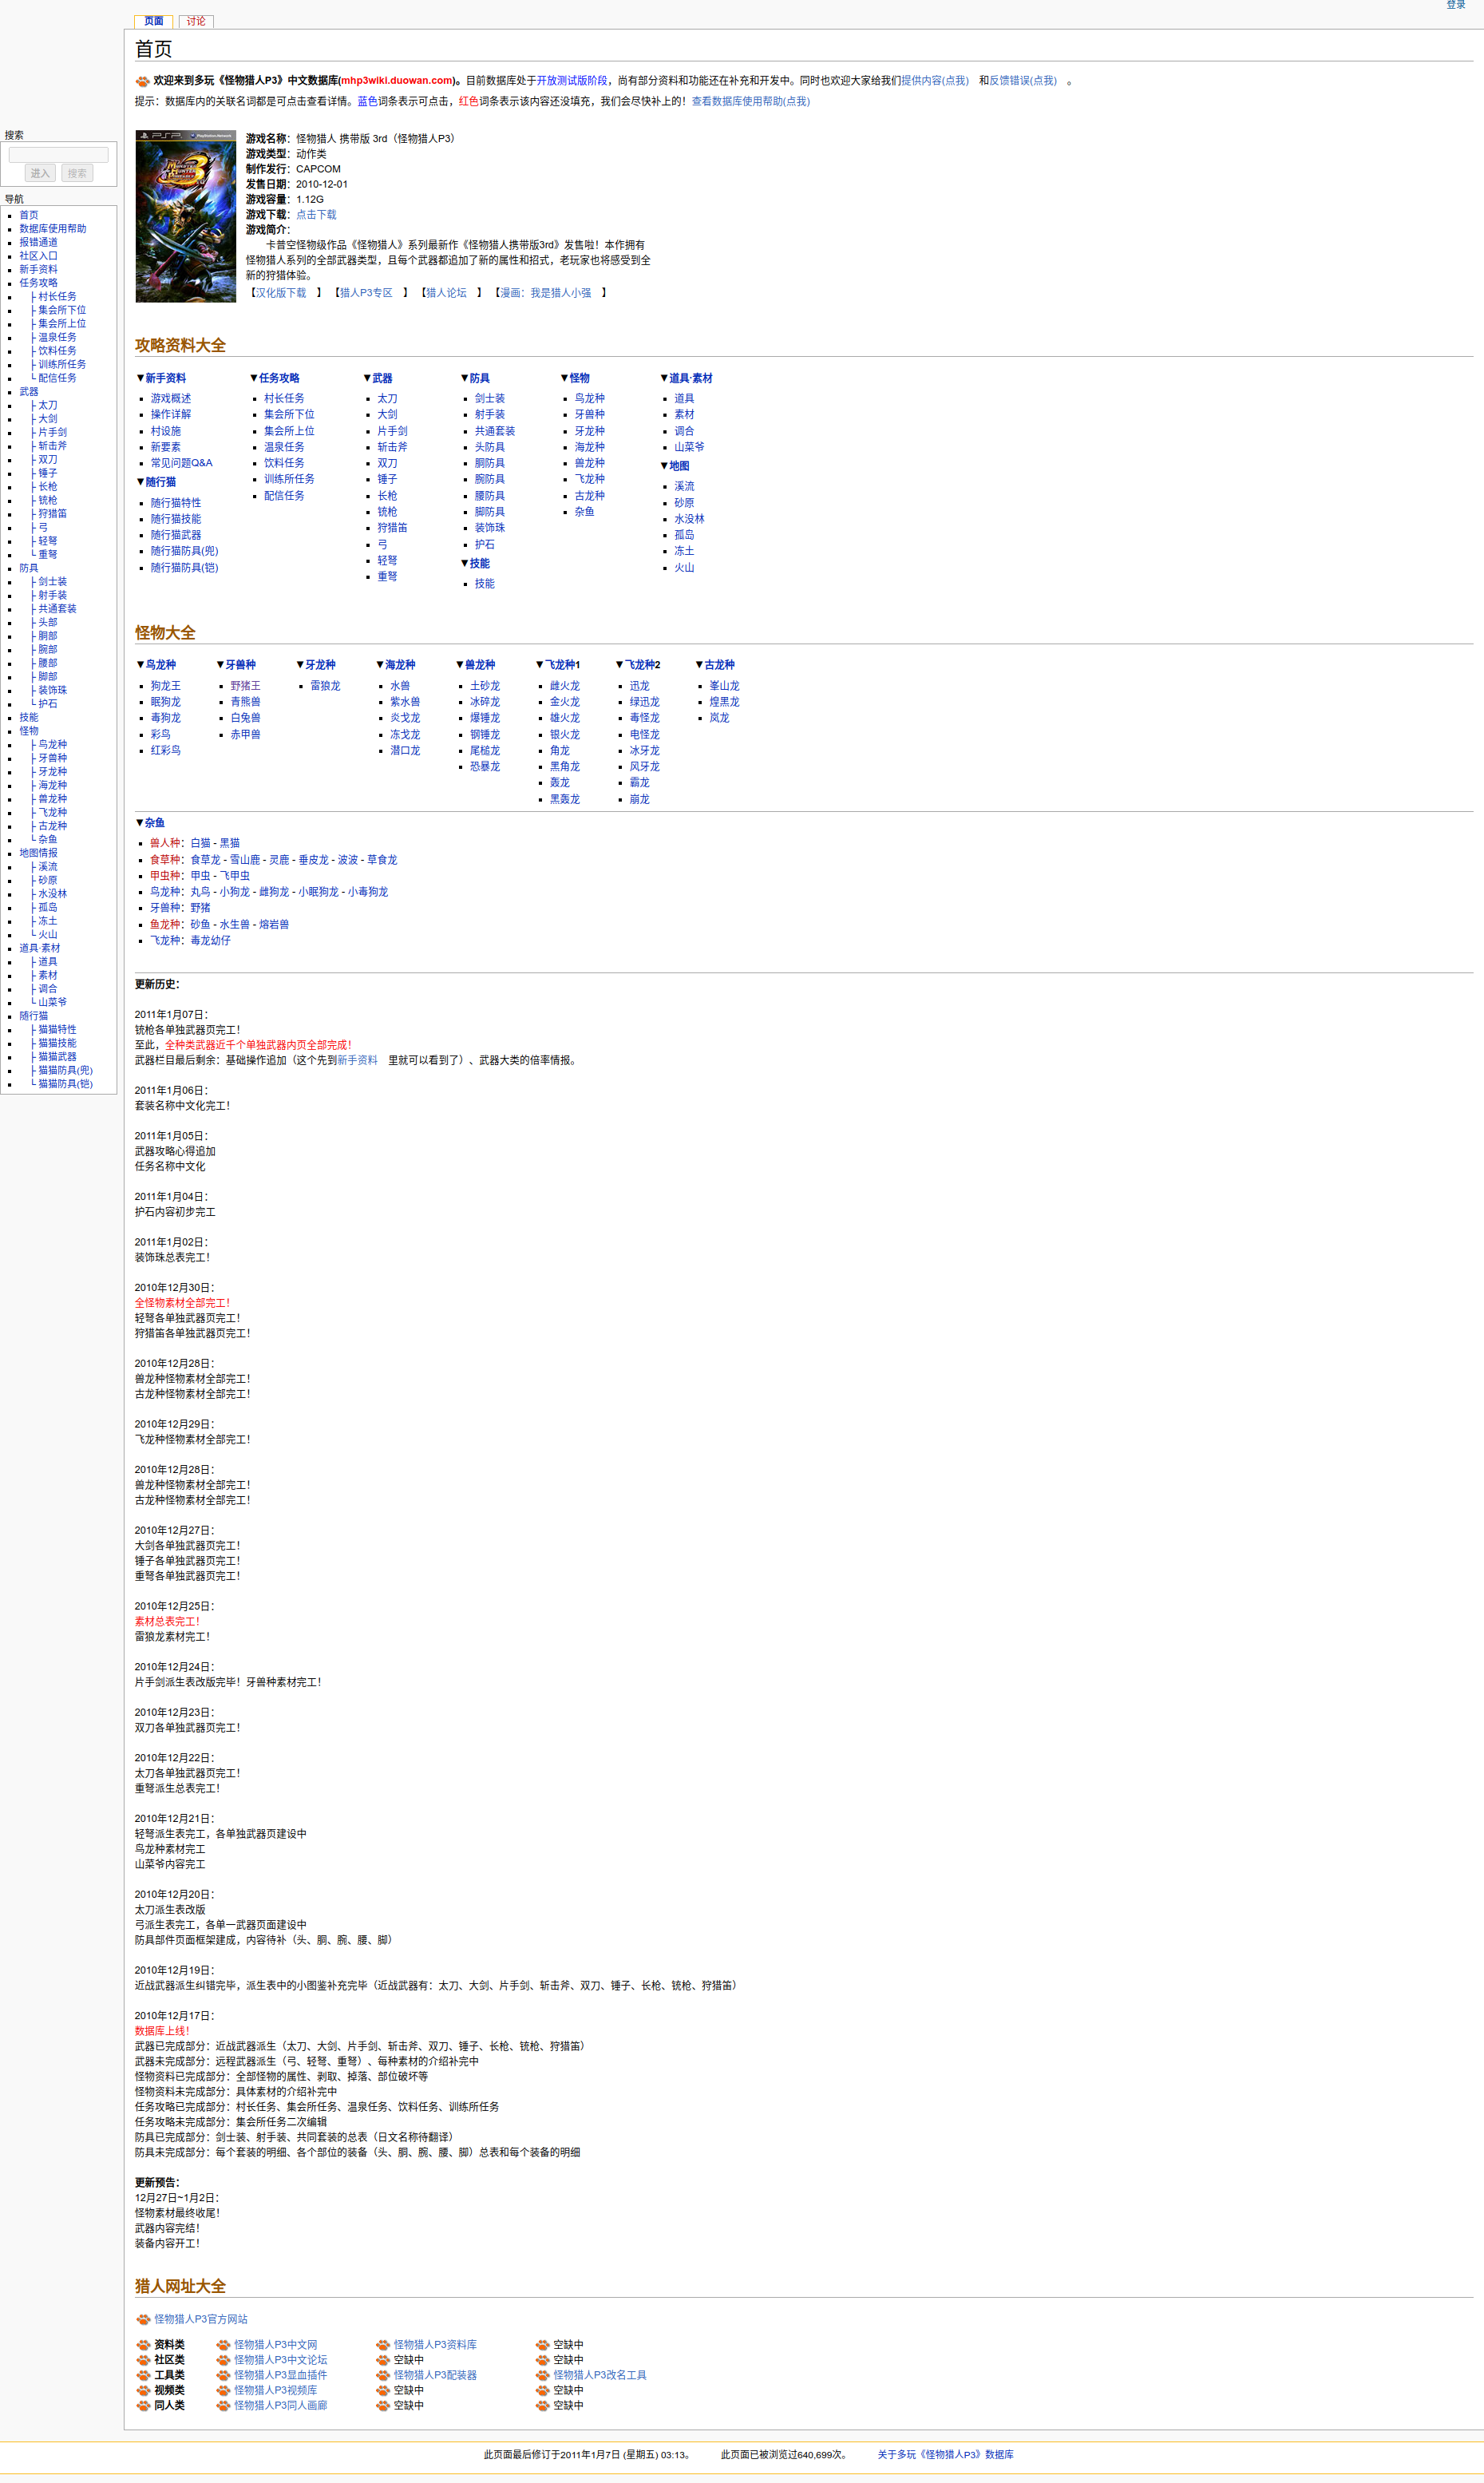 登录
页面
讨论
首页
欢迎来到多玩《怪物猎人P3》中文数据库(mhp3wiki.duowan.com)。目前数据库处于开放测试版阶段，尚有部分资料和功能还在补充和开发中。同时也欢迎大家给我们提供内容(点我) 和反馈错误(点我) 。
提示：数据库内的关联名词都是可点击查看详情。蓝色词条表示可点击，红色词条表示该内容还没填充，我们会尽快补上的！查看数据库使用帮助(点我)
搜索
进入 搜索
导航
首页
数据库使用帮助
报错通道
社区入口
新手资料
任务攻略
├ 村长任务
├ 集会所下位
├ 集会所上位
├ 温泉任务
├ 饮料任务
├ 训练所任务
└ 配信任务
武器
├ 太刀
├ 大剑
├ 片手剑
├ 斩击斧
├ 双刀
├ 锤子
├ 长枪
├ 铳枪
├ 狩猎笛
├ 弓
├ 轻弩
└ 重弩
防具
├ 剑士装
├ 射手装
├ 共通套装
├ 头部
├ 胴部
├ 腕部
├ 腰部
├ 脚部
├ 装饰珠
└ 护石
技能
怪物
├ 鸟龙种
├ 牙兽种
├ 牙龙种
├ 海龙种
├ 兽龙种
├ 飞龙种
├ 古龙种
└ 杂鱼
地图情报
├ 溪流
├ 砂原
├ 水没林
├ 孤岛
├ 冻土
└ 火山
道具·素材
├ 道具
├ 素材
├ 调合
└ 山菜爷
随行猫
├ 猫猫特性
├ 猫猫技能
├ 猫猫武器
├ 猫猫防具(兜)
└ 猫猫防具(铠)
游戏名称：怪物猎人 携带版 3rd（怪物猎人P3）
游戏类型：动作类
制作发行：CAPCOM
发售日期：2010-12-01
游戏容量：1.12G
游戏下载：点击下载
游戏简介：
卡普空怪物级作品《怪物猎人》系列最新作《怪物猎人携带版3rd》发售啦！本作拥有
怪物猎人系列的全部武器类型，且每个武器都追加了新的属性和招式，老玩家也将感受到全
新的狩猎体验。
【汉化版下载 】【猎人P3专区 】【猎人论坛 】【漫画：我是猎人小强 】
攻略资料大全
▼新手资料
游戏概述
操作详解
村设施
新要素
常见问题Q&A
▼随行猫
随行猫特性
随行猫技能
随行猫武器
随行猫防具(兜)
随行猫防具(铠)
▼任务攻略
村长任务
集会所下位
集会所上位
温泉任务
饮料任务
训练所任务
配信任务
▼武器
太刀
大剑
片手剑
斩击斧
双刀
锤子
长枪
铳枪
狩猎笛
弓
轻弩
重弩
▼防具
剑士装
射手装
共通套装
头防具
胴防具
腕防具
腰防具
脚防具
装饰珠
护石
▼技能
技能
▼怪物
鸟龙种
牙兽种
牙龙种
海龙种
兽龙种
飞龙种
古龙种
杂鱼
▼道具·素材
道具
素材
调合
山菜爷
▼地图
溪流
砂原
水没林
孤岛
冻土
火山
怪物大全
▼鸟龙种
狗龙王
眠狗龙
毒狗龙
彩鸟
红彩鸟
▼牙兽种
野猪王
青熊兽
白兔兽
赤甲兽
▼牙龙种
雷狼龙
▼海龙种
水兽
紫水兽
炎戈龙
冻戈龙
潜口龙
▼兽龙种
土砂龙
冰碎龙
爆锤龙
钢锤龙
尾槌龙
恐暴龙
▼飞龙种1
雌火龙
金火龙
雄火龙
银火龙
角龙
黑角龙
轰龙
黑轰龙
▼飞龙种2
迅龙
绿迅龙
毒怪龙
电怪龙
冰牙龙
风牙龙
霸龙
崩龙
▼古龙种
峯山龙
煌黑龙
岚龙
▼杂鱼
兽人种：白猫 - 黑猫
食草种：食草龙 - 雪山鹿 - 灵鹿 - 垂皮龙 - 波波 - 草食龙
甲虫种：甲虫 - 飞甲虫
鸟龙种：丸鸟 - 小狗龙 - 雌狗龙 - 小眠狗龙 - 小毒狗龙
牙兽种：野猪
鱼龙种：砂鱼 - 水生兽 - 熔岩兽
飞龙种：毒龙幼仔
更新历史：
2011年1月07日：
铳枪各单独武器页完工！
至此，全种类武器近千个单独武器内页全部完成！
武器栏目最后剩余：基础操作追加（这个先到新手资料 里就可以看到了）、武器大类的倍率情报。
2011年1月06日：
套装名称中文化完工！
2011年1月05日：
武器攻略心得追加
任务名称中文化
2011年1月04日：
护石内容初步完工
2011年1月02日：
装饰珠总表完工！
2010年12月30日：
全怪物素材全部完工！
轻弩各单独武器页完工！
狩猎笛各单独武器页完工！
2010年12月28日：
兽龙种怪物素材全部完工！
古龙种怪物素材全部完工！
2010年12月29日：
飞龙种怪物素材全部完工！
2010年12月28日：
兽龙种怪物素材全部完工！
古龙种怪物素材全部完工！
2010年12月27日：
大剑各单独武器页完工！
锤子各单独武器页完工！
重弩各单独武器页完工！
2010年12月25日：
素材总表完工！
雷狼龙素材完工！
2010年12月24日：
片手剑派生表改版完毕！牙兽种素材完工！
2010年12月23日：
双刀各单独武器页完工！
2010年12月22日：
太刀各单独武器页完工！
重弩派生总表完工！
2010年12月21日：
轻弩派生表完工，各单独武器页建设中
鸟龙种素材完工
山菜爷内容完工
2010年12月20日：
太刀派生表改版
弓派生表完工，各单一武器页面建设中
防具部件页面框架建成，内容待补（头、胴、腕、腰、脚）
2010年12月19日：
近战武器派生纠错完毕，派生表中的小图鉴补充完毕（近战武器有：太刀、大剑、片手剑、斩击斧、双刀、锤子、长枪、铳枪、狩猎笛）
2010年12月17日：
数据库上线！
武器已完成部分：近战武器派生（太刀、大剑、片手剑、斩击斧、双刀、锤子、长枪、铳枪、狩猎笛）
武器未完成部分：远程武器派生（弓、轻弩、重弩）、每种素材的介绍补完中
怪物资料已完成部分：全部怪物的属性、剥取、掉落、部位破坏等
怪物资料未完成部分：具体素材的介绍补完中
任务攻略已完成部分：村长任务、集会所任务、温泉任务、饮料任务、训练所任务
任务攻略未完成部分：集会所任务二次编辑
防具已完成部分：剑士装、射手装、共同套装的总表（日文名称待翻译）
防具未完成部分：每个套装的明细、各个部位的装备（头、胴、腕、腰、脚）总表和每个装备的明细
更新预告：
12月27日~1月2日：
怪物素材最终收尾！
武器内容完结！
装备内容开工！
猎人网址大全
怪物猎人P3官方网站
资料类 怪物猎人P3中文网 怪物猎人P3资料库 空缺中
社区类 怪物猎人P3中文论坛 空缺中 空缺中
工具类 怪物猎人P3显血插件 怪物猎人P3配装器 怪物猎人P3改名工具
视频类 怪物猎人P3视频库 空缺中 空缺中
同人类 怪物猎人P3同人画廊 空缺中 空缺中
此页面最后修订于2011年1月7日 (星期五) 03:13。 此页面已被浏览过640,699次。 关于多玩《怪物猎人P3》数据库